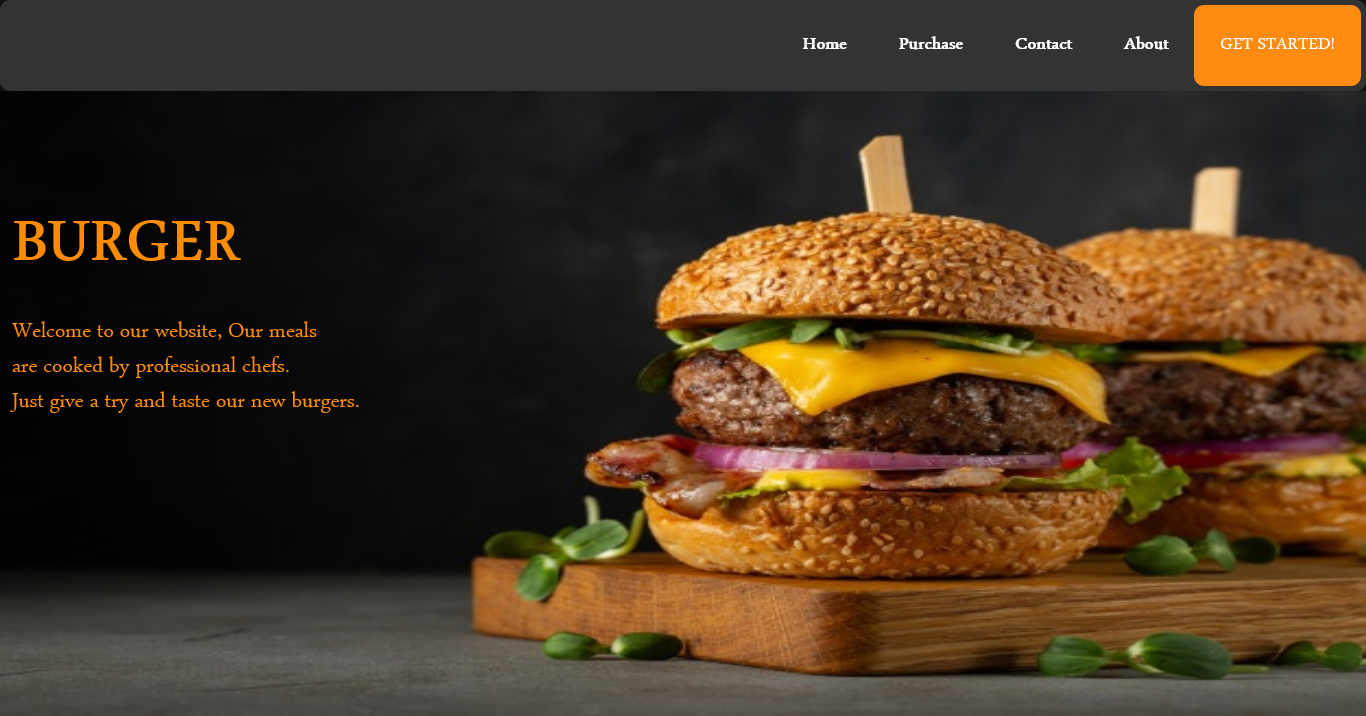 Home Purchase Contact About GET STARTED!
BURGER
Welcome to our website, Our meals
are cooked by professional chefs.
Just give a try and taste our new burgers.